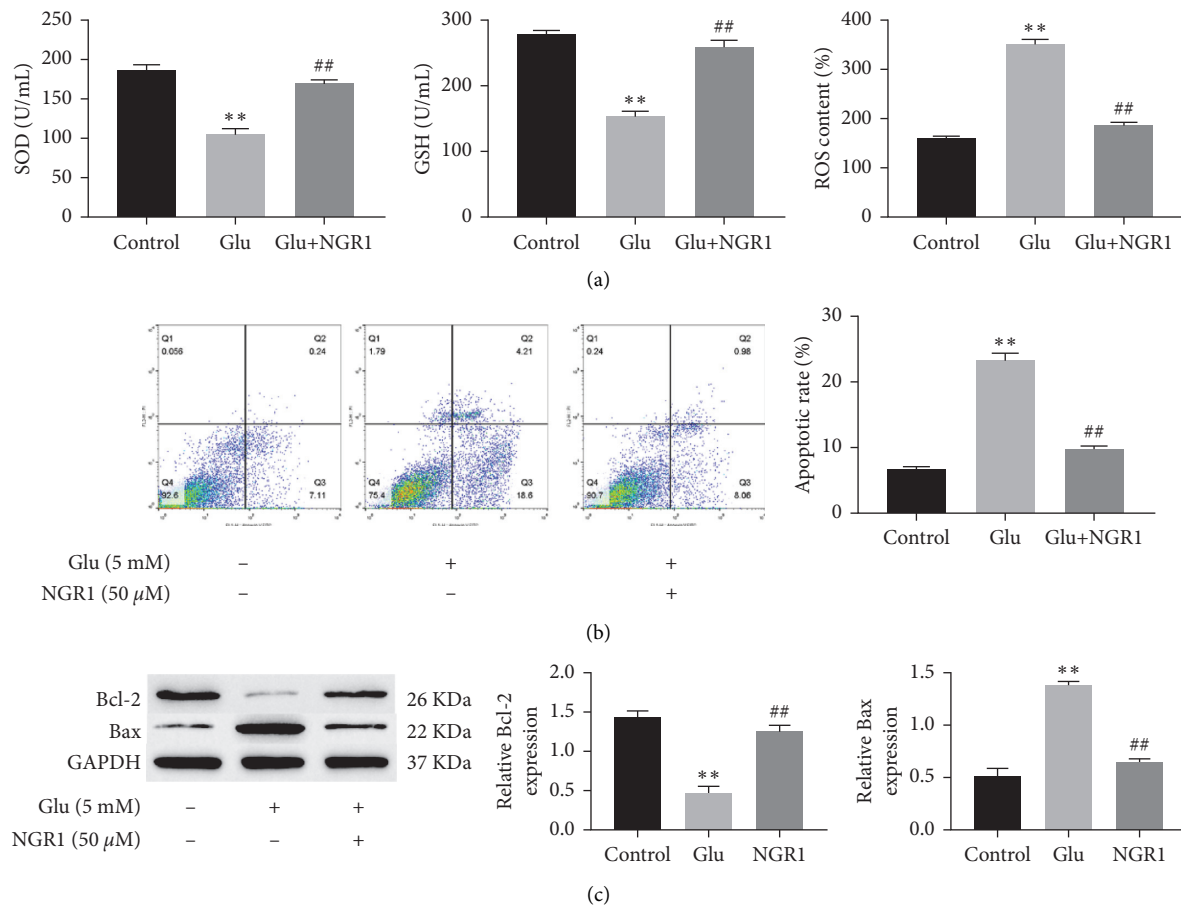 250
200
150
100
50
0
SOD (U/mL)
**
##
Control Glu Glu+NGR1
300
200
100
0
GSH (U/mL)
**
##
Control Glu Glu+NGR1
400
300
200
100
0
ROS content (%)
**
##
Control Glu Glu+NGR1
(a)
Q1
0.056
Q2
0.24
Q4
92.6
Q3
7.11
Q1
1.79
Q2
4.21
Q4
75.4
Q3
18.6
Q1
0.24
Q2
0.98
Q4
90.7
Q3
8.06
Glu (5 mM) – + +
NGR1 (50 μM) – – +
30
20
10
0
Apoptotic rate (%)
**
##
Control Glu Glu+NGR1
(b)
Bcl-2 26 KDa
Bax 22 KDa
GAPDH 37 KDa
Glu (5 mM) – + +
NGR1 (50 μM) – – +
2.0
1.5
1.0
0.5
0.0
Relative Bcl-2
expression
**
##
Control Glu NGR1
1.5
1.0
0.5
0.0
Relative Bax
expression
**
##
Control Glu NGR1
(c)